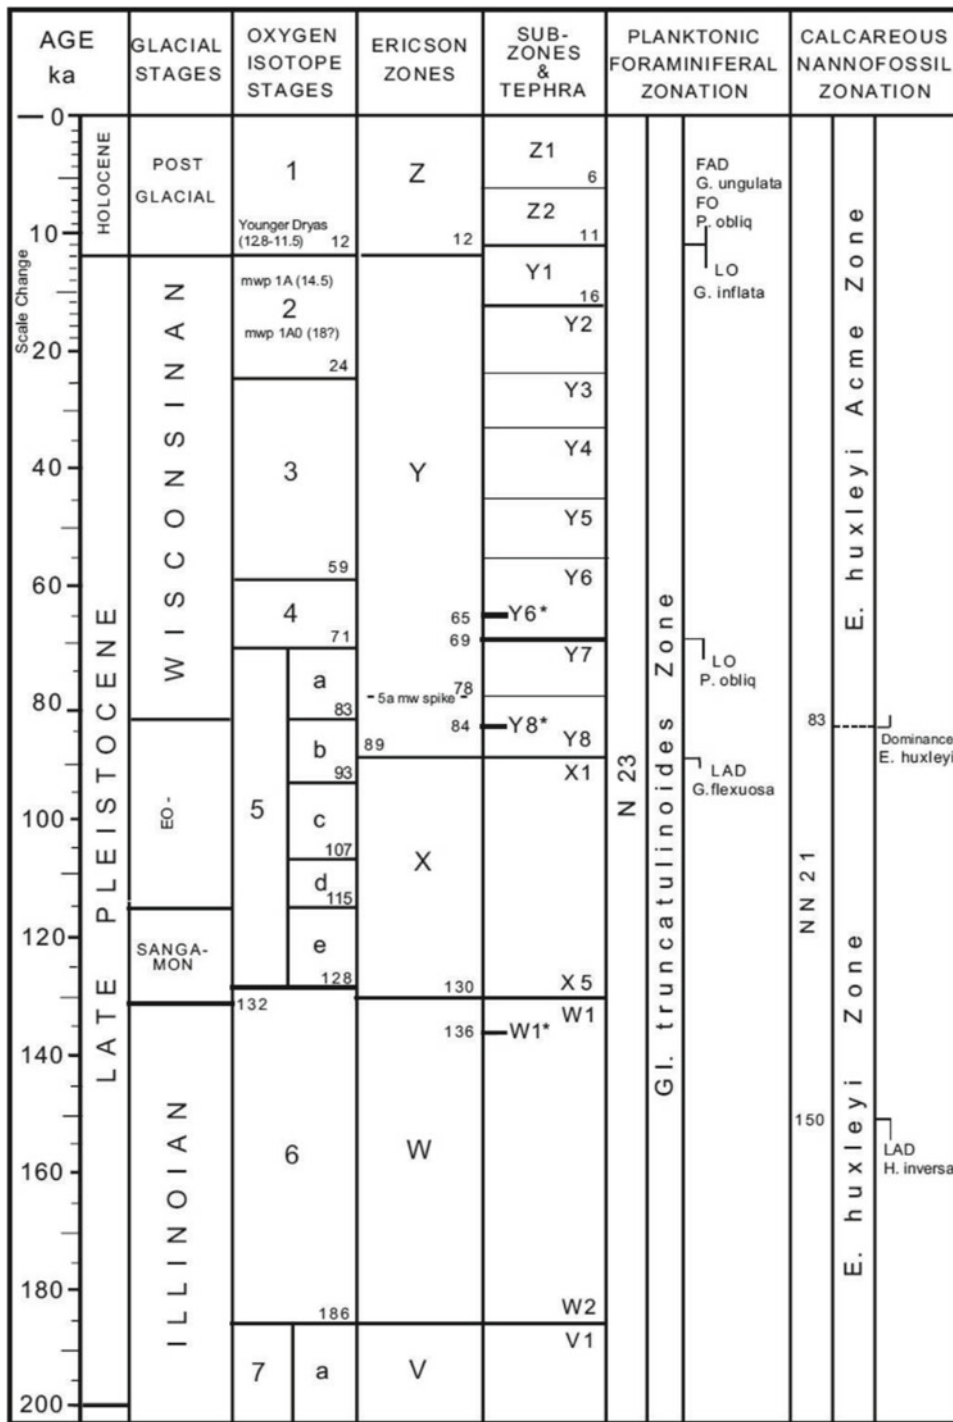 AGE
ka
GLACIAL
STAGES
OXYGEN
ISOTOPE
STAGES
ERICSON
ZONES
SUB-
ZONES
&
TEPHRA
PLANKTONIC
FORAMINIFERAL
ZONATION
CALCAREOUS
NANNOFOSSIL
ZONATION
0
10
Scale Change
20
40
60
80
100
120
140
160
180
200
HOLOCENE
LATE PLEISTOCENE
POST
GLACIAL
WISCONSINAN
EO-
SANGA-
MON
ILLINOIAN
1
Younger Dryas
(12.8-11.5) 12
mwp 1A (14.5)
2
mwp 1A0 (18?)
24
3
59
4
71
5
a
83
b
93
c
107
d
115
e
128
132
6
186
7
a
Z
12
Y
65
69
78
5a mw spike
84
89
X
130
136
W
V
Z1
6
Z2
11
Y1
16
Y2
Y3
Y4
Y5
Y6
Y6*
Y7
Y8*
Y8
X1
X5
W1
W1*
W2
V1
N 23
Gl. truncatulinoides Zone
FAD
G. ungulata
FO
P. obliq
LO
G. inflata
LO
P. obliq
LAD
G.flexuosa
NN 21
83
150
E. huxleyi Acme Zone
E. huxleyi Zone
Dominance
E. huxleyi
LAD
H. inversa